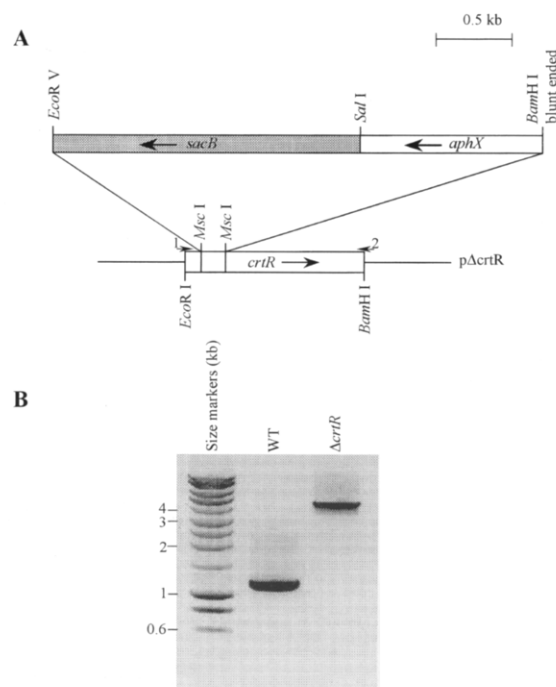 A
0.5 kb
EcoR V
Sal I
BamH I
blunt ended
sacB
aphX
Msc I
Msc I
1
2
crtR
pΔcrtR
EcoR I
BamH I
B
Size markers (kb)
WT
ΔcrtR
4
3
2
1
0.6